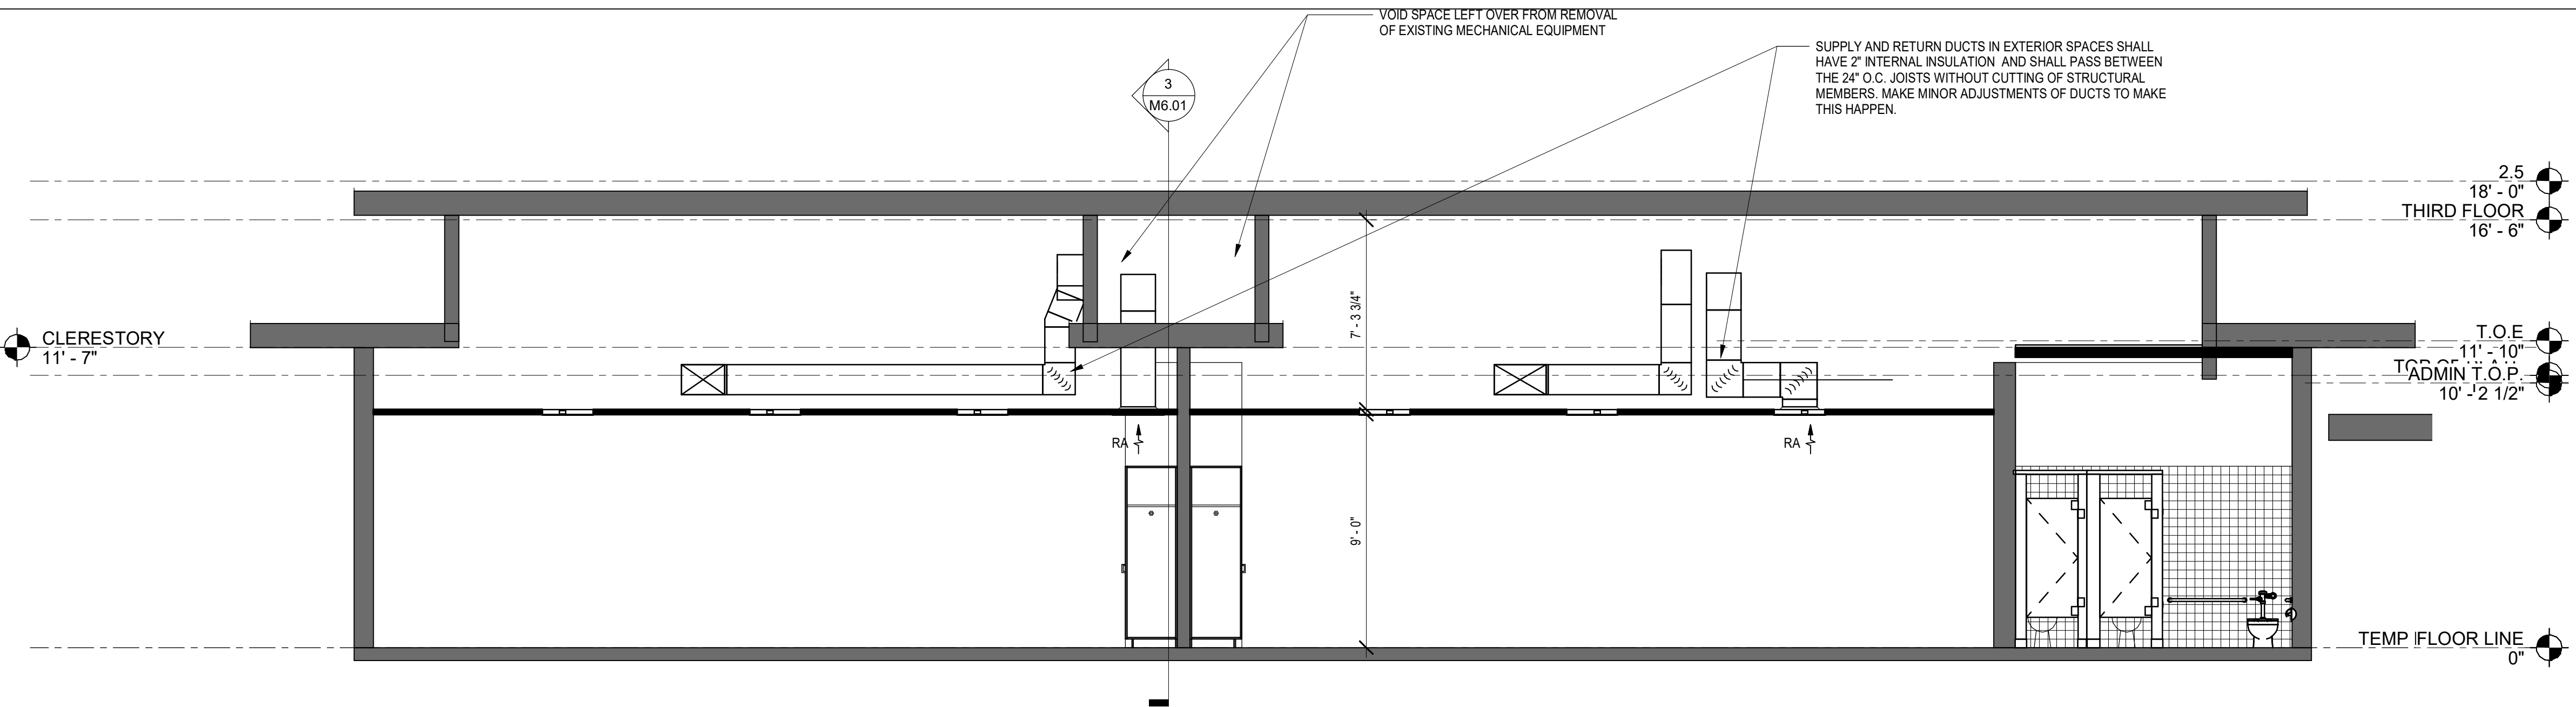 VOID SPACE LEFT OVER FROM REMOVAL
OF EXISTING MECHANICAL EQUIPMENT
SUPPLY AND RETURN DUCTS IN EXTERIOR SPACES SHALL
HAVE 2" INTERNAL INSULATION AND SHALL PASS BETWEEN
THE 24" O.C. JOISTS WITHOUT CUTTING OF STRUCTURAL
MEMBERS. MAKE MINOR ADJUSTMENTS OF DUCTS TO MAKE
THIS HAPPEN.
3
M6.01
2.5
18' - 0"
THIRD FLOOR
16' - 6"
CLERESTORY
11' - 7"
7' - 3 3/4"
T.O.E
11' - 10"
ADMIN T.O.P.
10' - 2 1/2"
RA
RA
9' - 0"
TEMP FLOOR LINE
0"